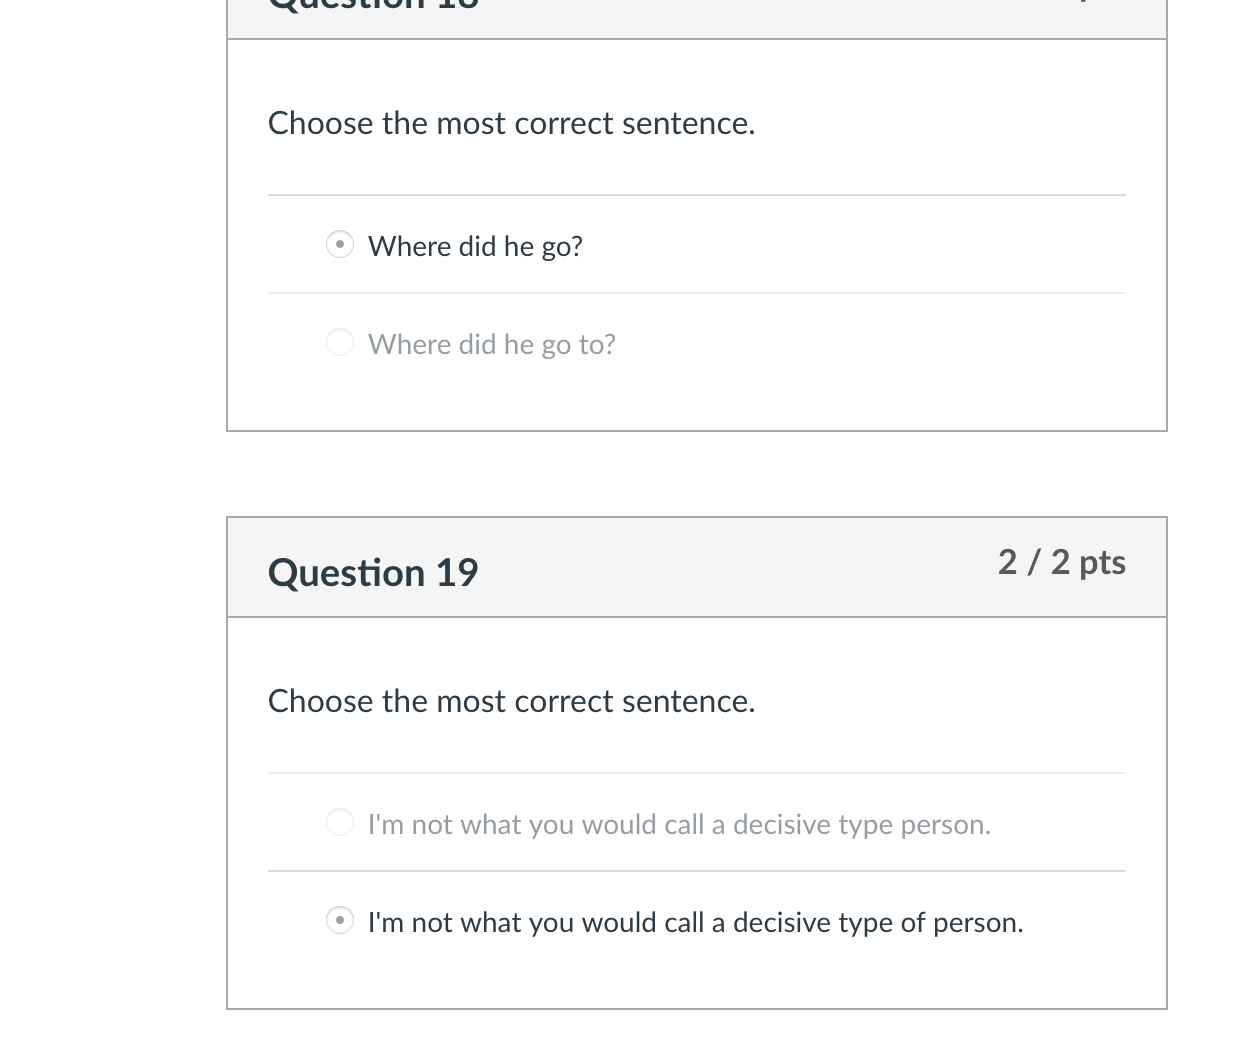 Question 18
Choose the most correct sentence.
Where did he go?
Where did he go to?
Question 19
2 / 2 pts
Choose the most correct sentence.
I'm not what you would call a decisive type person.
I'm not what you would call a decisive type of person.